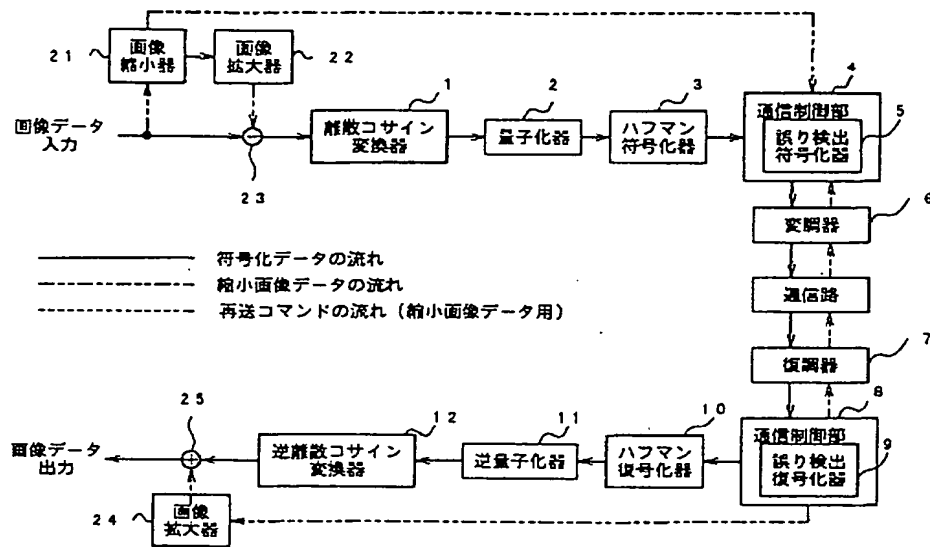 21
画像
縮小器
画像
拡大器
22
画像データ
入力
23
1
離散コサイン
変換器
2
量子化器
3
ハフマン
符号化器
4
通信制御部
5
誤り検出
符号化器
6
変調器
通信路
7
復調器
符号化データの流れ
縮小画像データの流れ
再送コマンドの流れ（縮小画像データ用）
8
通信制御部
9
誤り検出
復号化器
10
ハフマン
復号化器
11
逆量子化器
12
逆離散コサイン
変換器
25
画像データ
出力
24
画像
拡大器